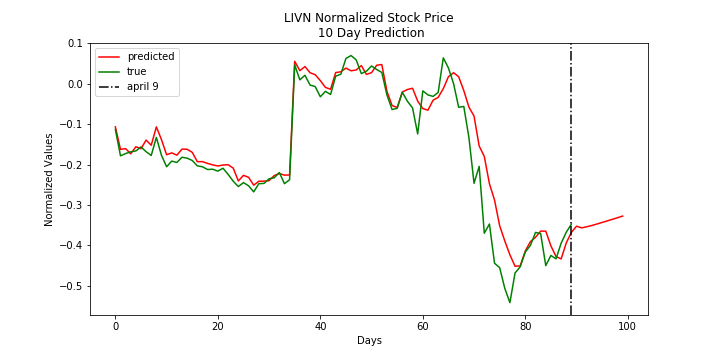 LIVN Normalized Stock Price
10 Day Prediction
predicted
true
april 9
Normalized Values
0.1
0.0
−0.1
−0.2
−0.3
−0.4
−0.5
0
20
40
60
80
100
Days